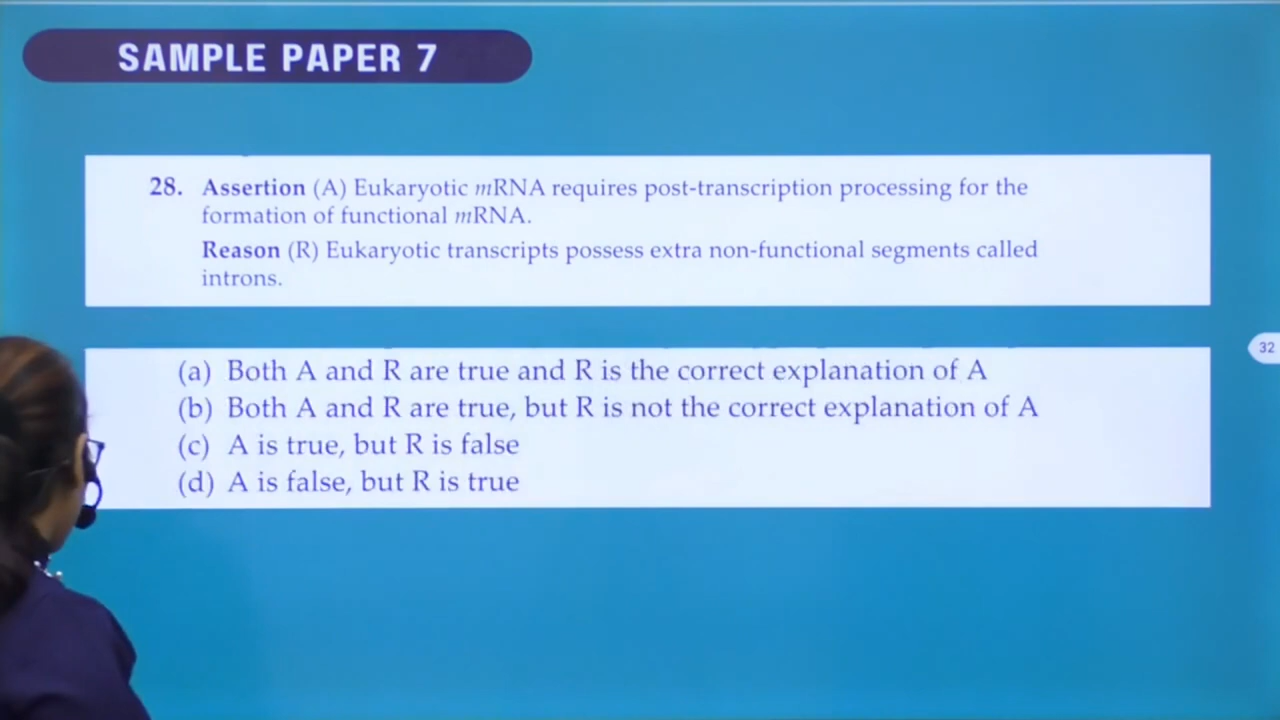 SAMPLE PAPER 7
28. Assertion (A) Eukaryotic mRNA requires post-transcription processing for the
formation of functional mRNA.
Reason (R) Eukaryotic transcripts possess extra non-functional segments called
introns.
32
(a) Both A and R are true and R is the correct explanation of A
(b) Both A and R are true, but R is not the correct explanation of A
(c) A is true, but R is false
(d) A is false, but R is true